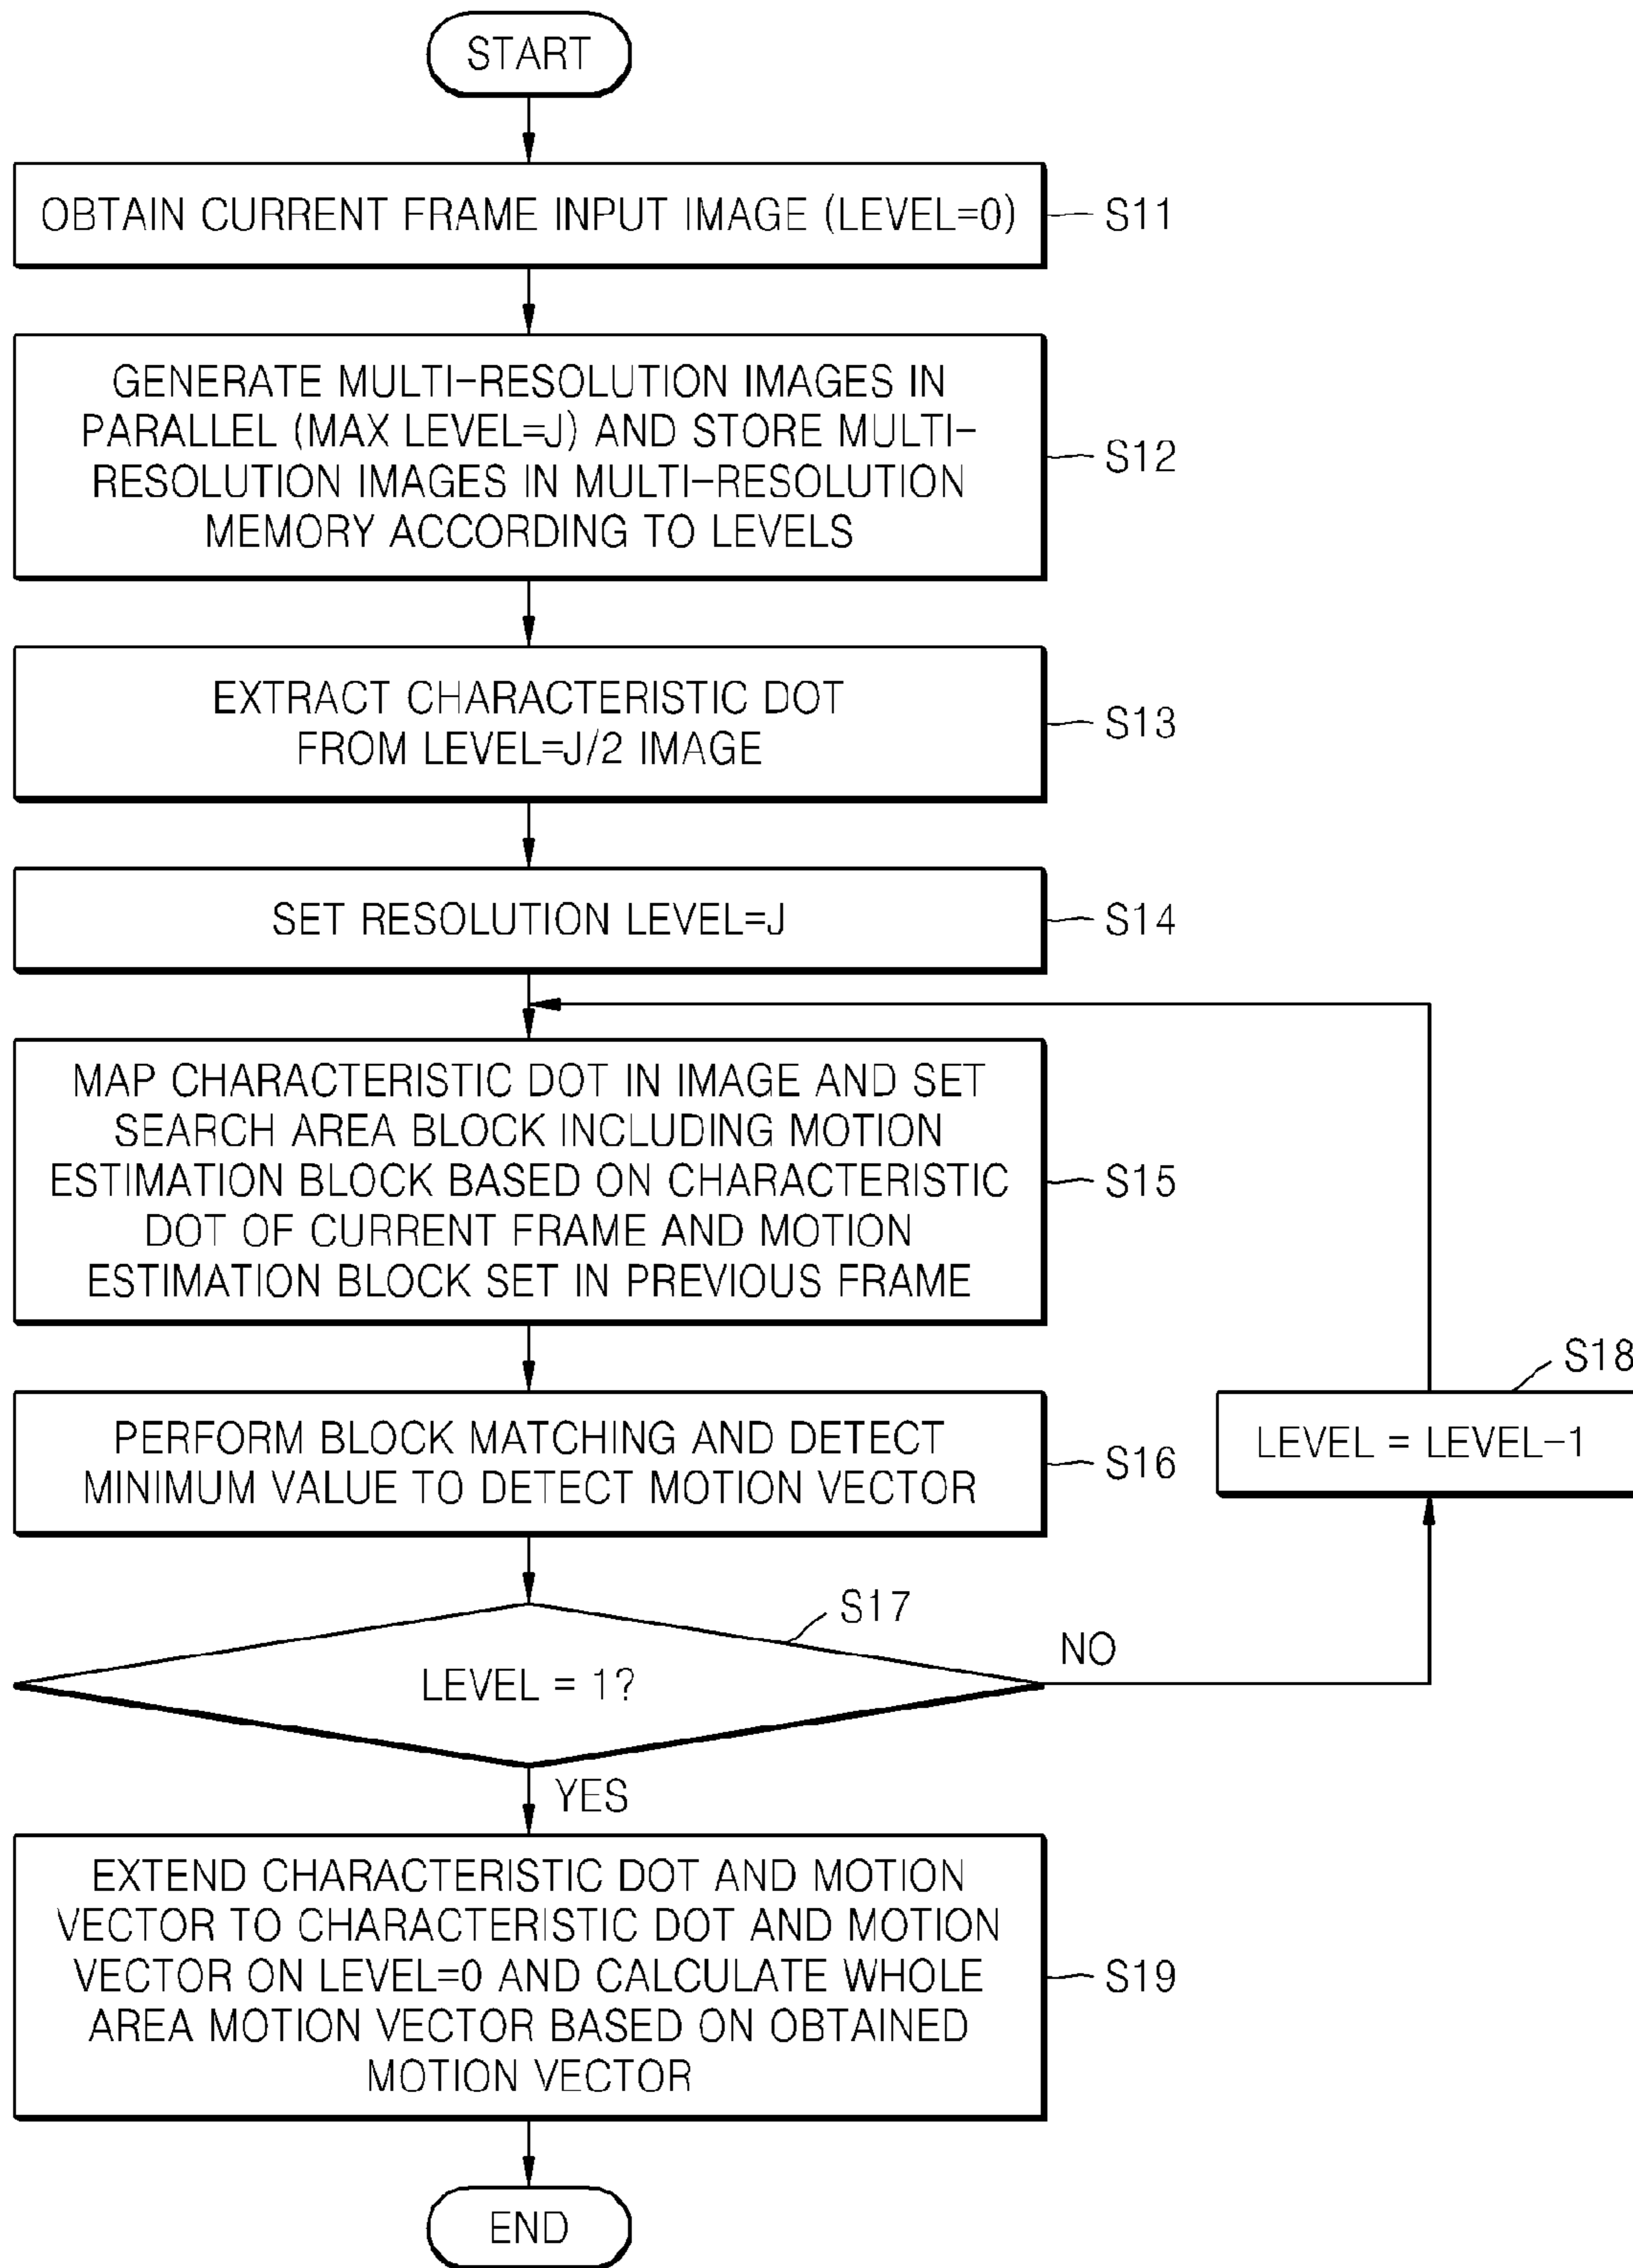 START
OBTAIN CURRENT FRAME INPUT IMAGE (LEVEL=0)
S11
GENERATE MULTI-RESOLUTION IMAGES IN
PARALLEL (MAX LEVEL=J) AND STORE MULTI-
RESOLUTION IMAGES IN MULTI-RESOLUTION
MEMORY ACCORDING TO LEVELS
S12
EXTRACT CHARACTERISTIC DOT
FROM LEVEL=J/2 IMAGE
S13
SET RESOLUTION LEVEL=J
S14
MAP CHARACTERISTIC DOT IN IMAGE AND SET
SEARCH AREA BLOCK INCLUDING MOTION
ESTIMATION BLOCK BASED ON CHARACTERISTIC
DOT OF CURRENT FRAME AND MOTION
ESTIMATION BLOCK SET IN PREVIOUS FRAME
S15
PERFORM BLOCK MATCHING AND DETECT
MINIMUM VALUE TO DETECT MOTION VECTOR
S16
S18
LEVEL = LEVEL-1
S17
LEVEL = 1?
NO
YES
EXTEND CHARACTERISTIC DOT AND MOTION
VECTOR TO CHARACTERISTIC DOT AND MOTION
VECTOR ON LEVEL=0 AND CALCULATE WHOLE
AREA MOTION VECTOR BASED ON OBTAINED
MOTION VECTOR
S19
END